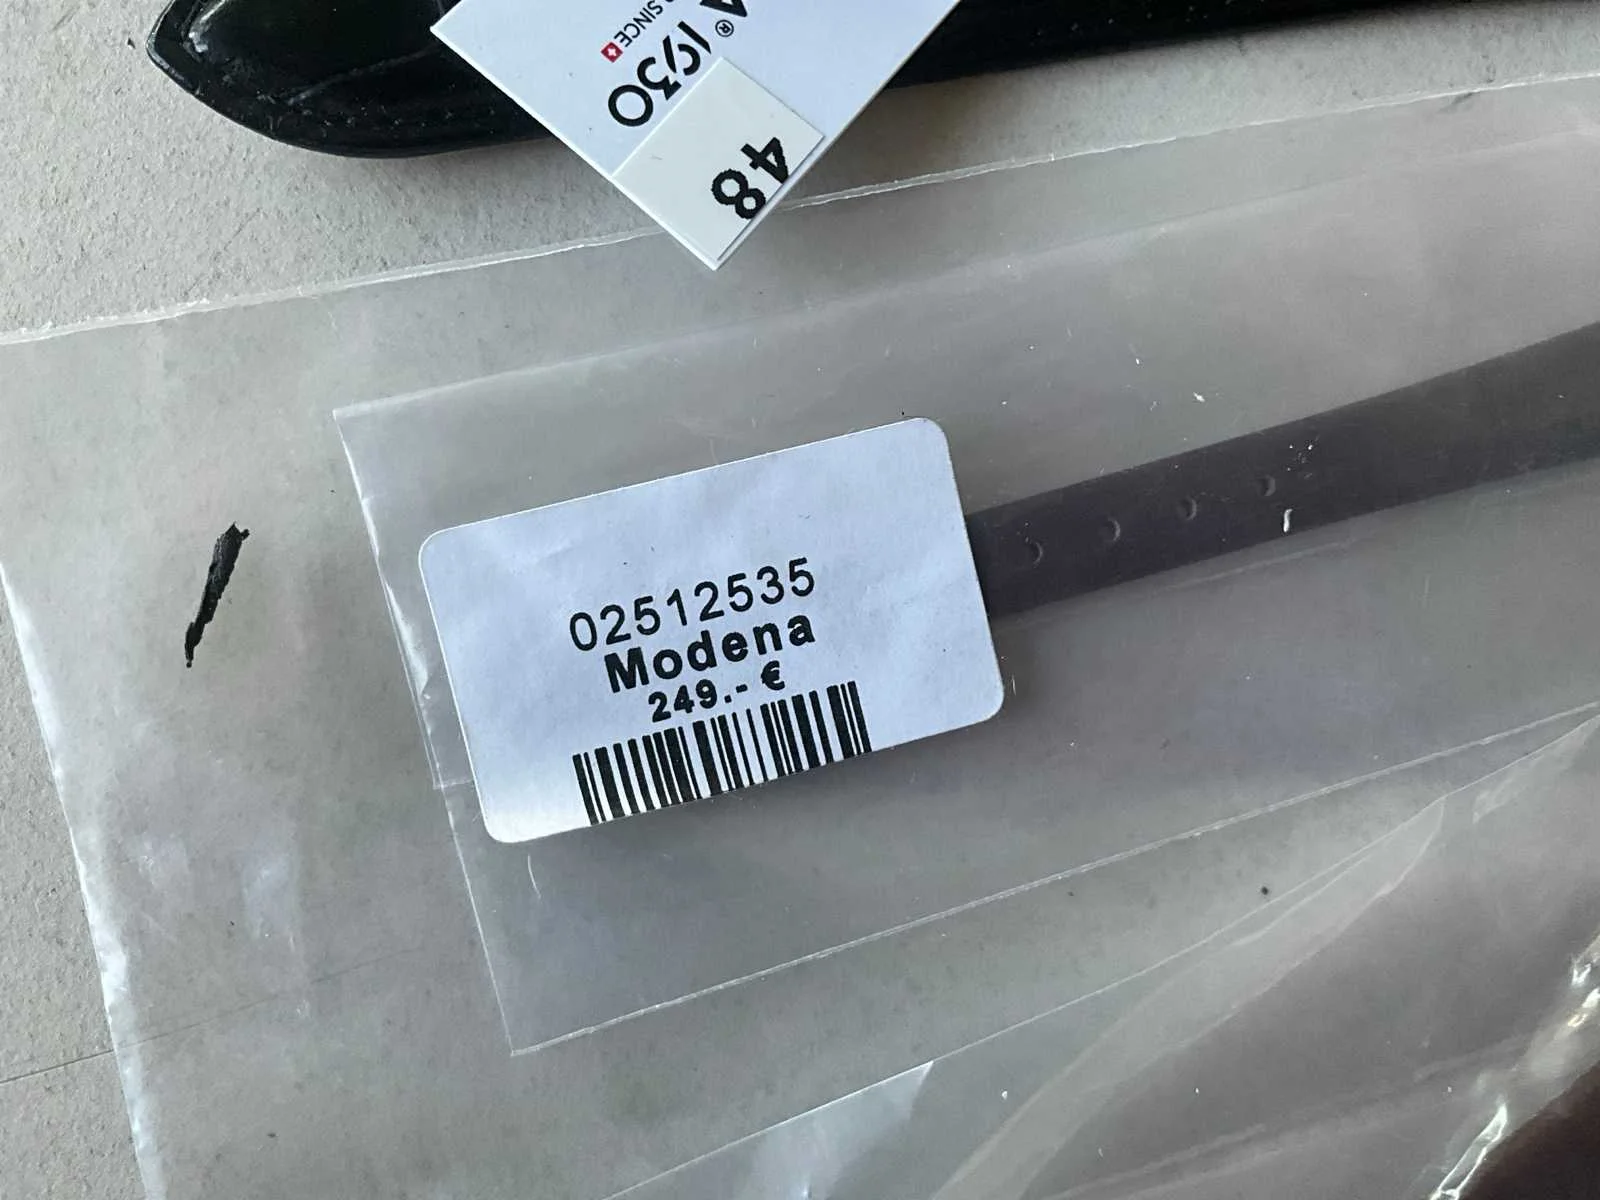 A® 1930
SINCE
48
02512535
Modena
249.- €